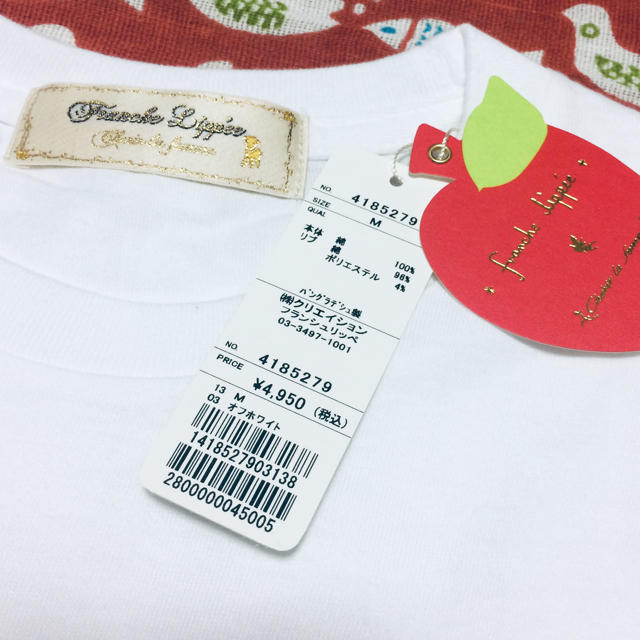 Franche Lippée
NO 4185279
SIZE M
QUAL
本体 綿 100%
リブ 綿 96%
ポリエステル 4%
バングラデシュ製
㈱クリエイション
フランシュリッペ
03-3497-1001
NO 4185279
PRICE ¥4,950 (税込)
13 M
03 オフホワイト
1418527903138
2800000045005
franche lippée